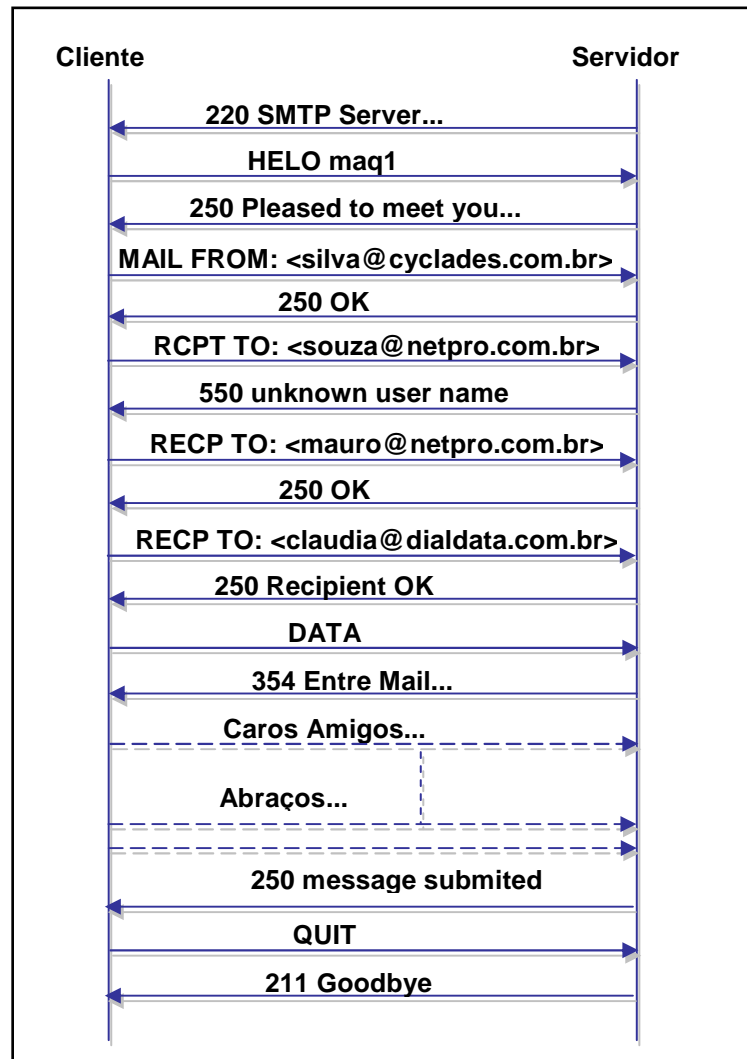 Cliente Servidor
220 SMTP Server...
HELO maq1
250 Pleased to meet you...
MAIL FROM: <silva@cyclades.com.br>
250 OK
RCPT TO: <souza@netpro.com.br>
550 unknown user name
RECP TO: <mauro@netpro.com.br>
250 OK
RECP TO: <claudia@dialdata.com.br>
250 Recipient OK
DATA
354 Entre Mail...
Caros Amigos...
Abraços...
250 message submited
QUIT
211 Goodbye